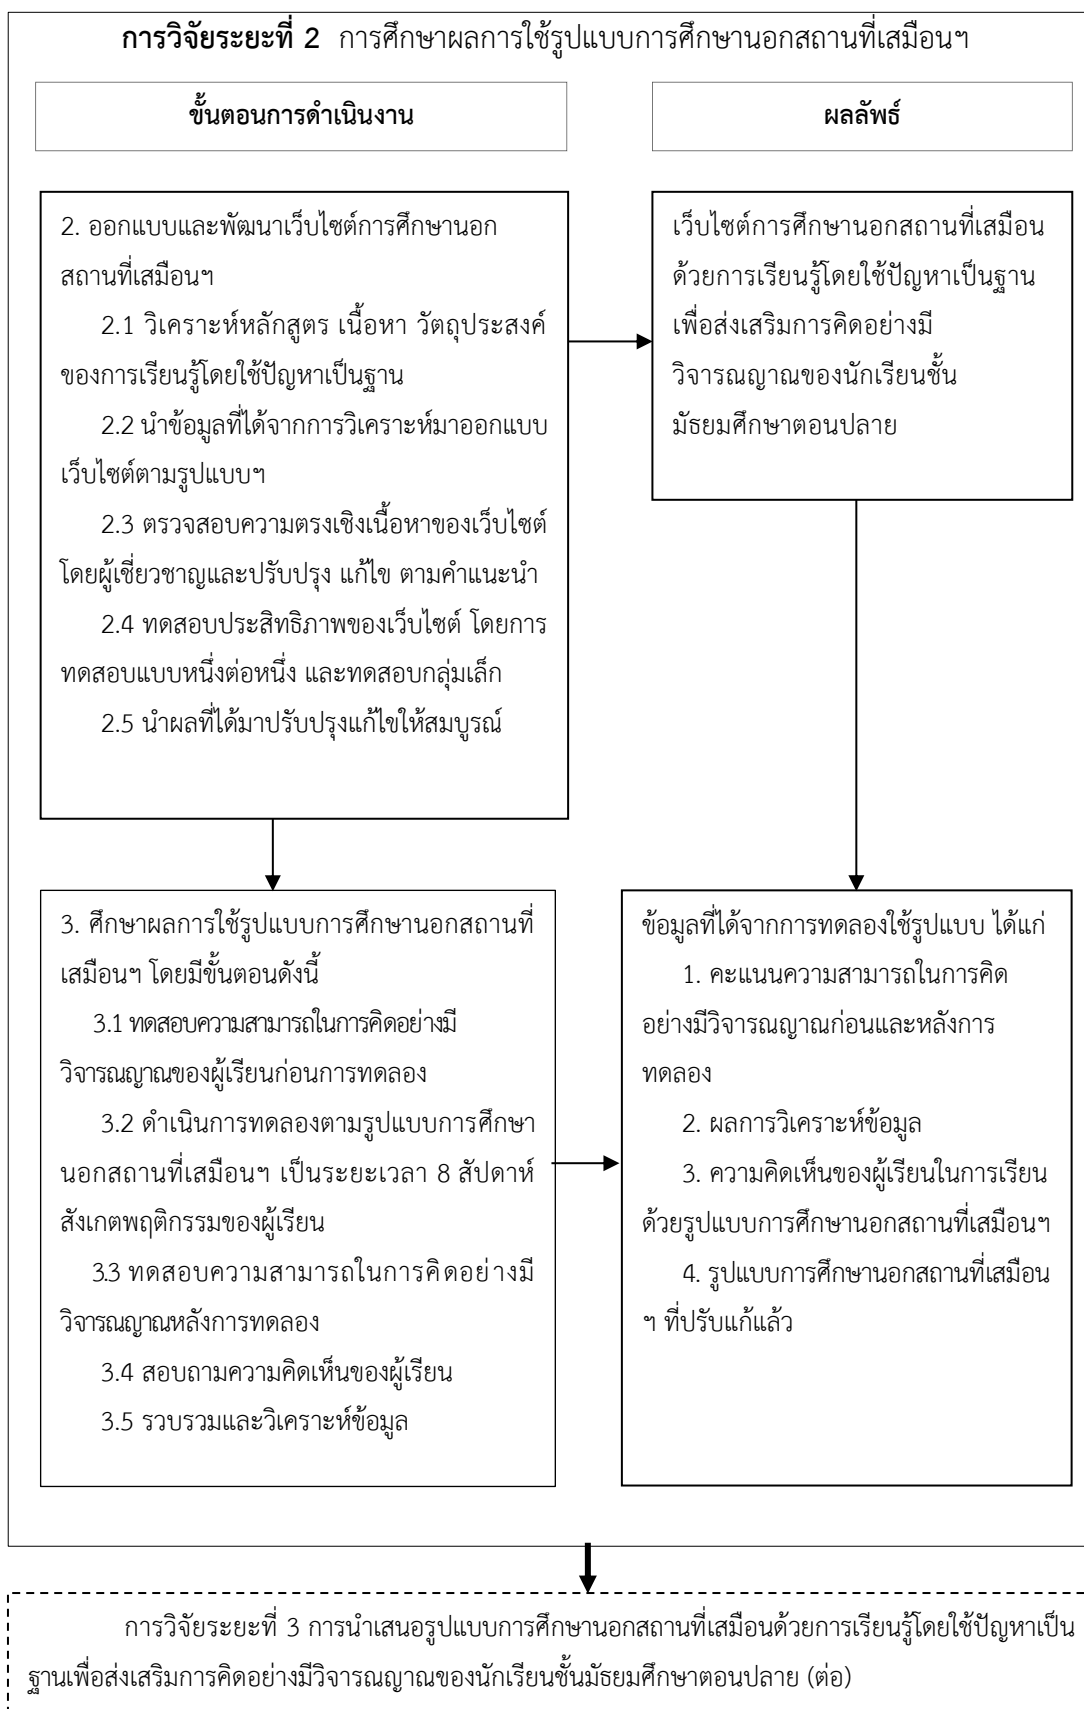 การวิจัยระยะที่ 2 การศึกษาผลการใช้รูปแบบการศึกษานอกสถานที่เสมือนฯ
ขั้นตอนการดำเนินงาน
ผลลัพธ์
2. ออกแบบและพัฒนาเว็บไซต์การศึกษานอก
สถานที่เสมือนฯ
2.1 วิเคราะห์หลักสูตร เนื้อหา วัตถุประสงค์
ของการเรียนรู้โดยใช้ปัญหาเป็นฐาน
2.2 นำข้อมูลที่ได้จากการวิเคราะห์มาออกแบบ
เว็บไซต์ตามรูปแบบฯ
2.3 ตรวจสอบความตรงเชิงเนื้อหาของเว็บไซต์
โดยผู้เชี่ยวชาญและปรับปรุง แก้ไข ตามคำแนะนำ
2.4 ทดสอบประสิทธิภาพของเว็บไซต์ โดยการ
ทดสอบแบบหนึ่งต่อหนึ่ง และทดสอบกลุ่มเล็ก
2.5 นำผลที่ได้มาปรับปรุงแก้ไขให้สมบูรณ์
เว็บไซต์การศึกษานอกสถานที่เสมือน
ด้วยการเรียนรู้โดยใช้ปัญหาเป็นฐาน
เพื่อส่งเสริมการคิดอย่างมี
วิจารณญาณของนักเรียนชั้น
มัธยมศึกษาตอนปลาย
3. ศึกษาผลการใช้รูปแบบการศึกษานอกสถานที่
เสมือนฯ โดยมีขั้นตอนดังนี้
3.1 ทดสอบความสามารถในการคิดอย่างมี
วิจารณญาณของผู้เรียนก่อนการทดลอง
3.2 ดำเนินการทดลองตามรูปแบบการศึกษา
นอกสถานที่เสมือนฯ เป็นระยะเวลา 8 สัปดาห์
สังเกตพฤติกรรมของผู้เรียน
3.3 ทดสอบความสามารถในการคิดอย่างมี
วิจารณญาณหลังการทดลอง
3.4 สอบถามความคิดเห็นของผู้เรียน
3.5 รวบรวมและวิเคราะห์ข้อมูล
ข้อมูลที่ได้จากการทดลองใช้รูปแบบ ได้แก่
1. คะแนนความสามารถในการคิด
อย่างมีวิจารณญาณก่อนและหลังการ
ทดลอง
2. ผลการวิเคราะห์ข้อมูล
3. ความคิดเห็นของผู้เรียนในการเรียน
ด้วยรูปแบบการศึกษานอกสถานที่เสมือนฯ
4. รูปแบบการศึกษานอกสถานที่เสมือน
ฯ ที่ปรับแก้แล้ว
การวิจัยระยะที่ 3 การนำเสนอรูปแบบการศึกษานอกสถานที่เสมือนด้วยการเรียนรู้โดยใช้ปัญหาเป็น
ฐานเพื่อส่งเสริมการคิดอย่างมีวิจารณญาณของนักเรียนชั้นมัธยมศึกษาตอนปลาย (ต่อ)